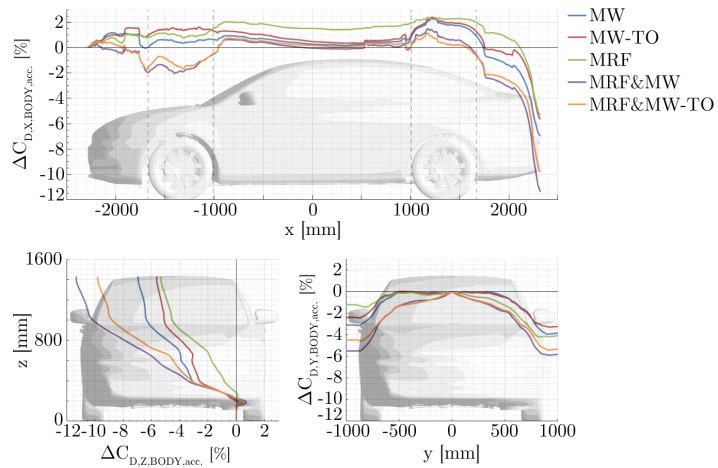 2
0
-2
-4
-6
-8
-10
-12
ΔC_D,X,BODY,acc. [%]
-2000 -1000 0 1000 2000
x [mm]
MW
MW-TO
MRF
MRF&MW
MRF&MW-TO
1600
800
0
z [mm]
-12 -10 -8 -6 -4 -2 0 2
ΔC_D,Z,BODY,acc. [%]
2
0
-2
-4
-6
-8
-10
-12
ΔC_D,Y,BODY,acc. [%]
-1000 -500 0 500 1000
y [mm]